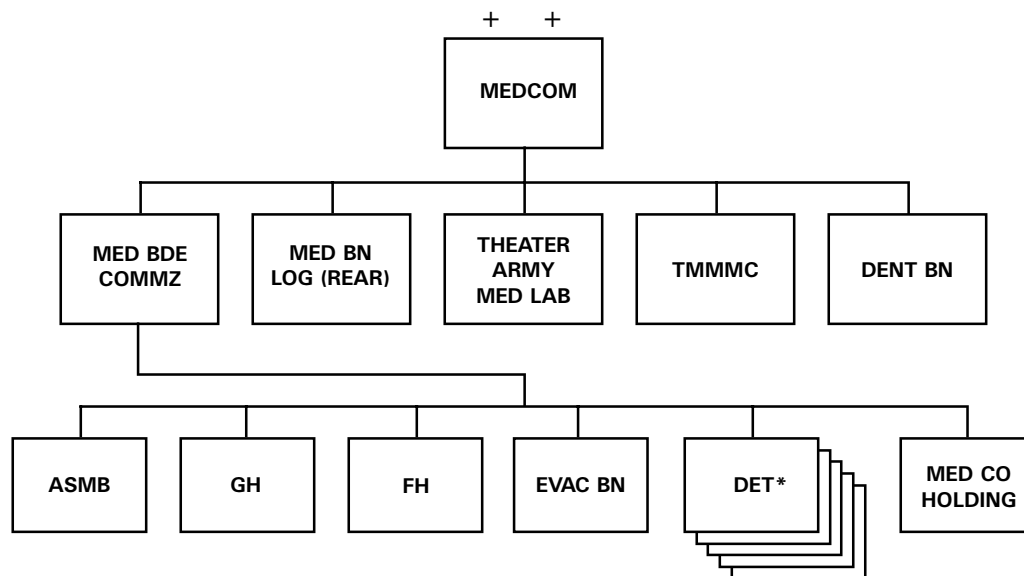 + +
MEDCOM
MED BDE
COMMZ
MED BN
LOG (REAR)
THEATER
ARMY
MED LAB
TMMMC
DENT BN
ASMB
GH
FH
EVAC BN
DET*
MED CO
HOLDING